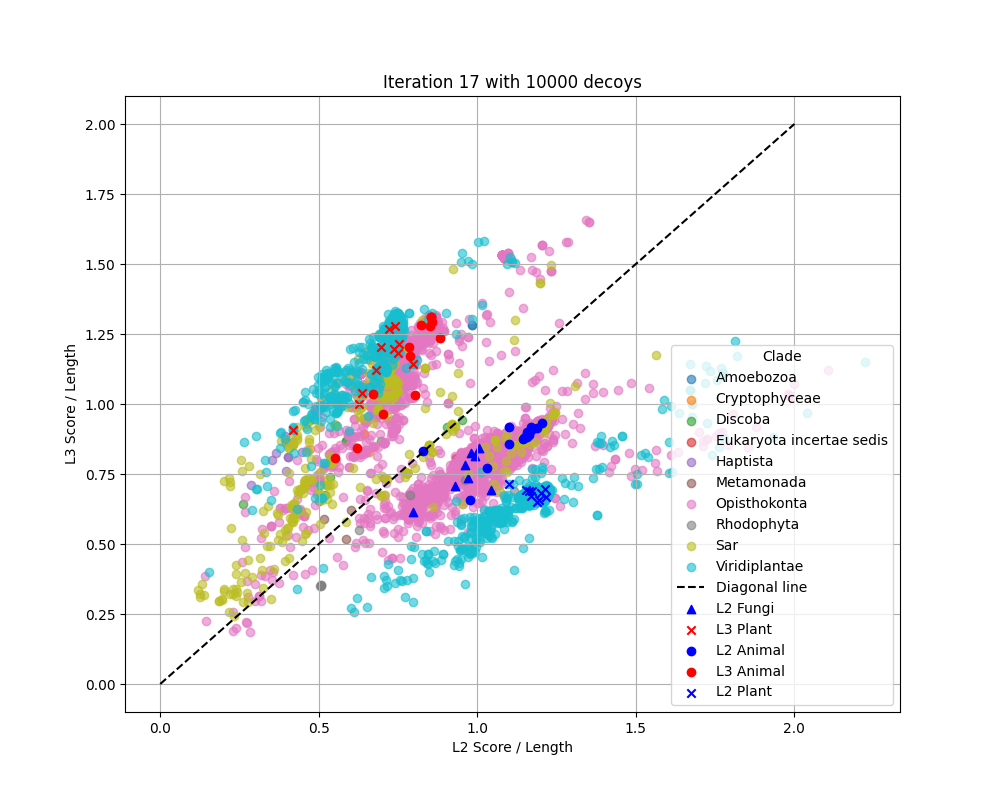 Iteration 17 with 10000 decoys
L3 Score / Length
2.00
1.75
1.50
1.25
1.00
0.75
0.50
0.25
0.00
0.0
0.5
1.0
1.5
2.0
L2 Score / Length
Clade
Amoebozoa
Cryptophyceae
Discoba
Eukaryota incertae sedis
Haptista
Metamonada
Opisthokonta
Rhodophyta
Sar
Viridiplantae
Diagonal line
L2 Fungi
L3 Plant
L2 Animal
L3 Animal
L2 Plant